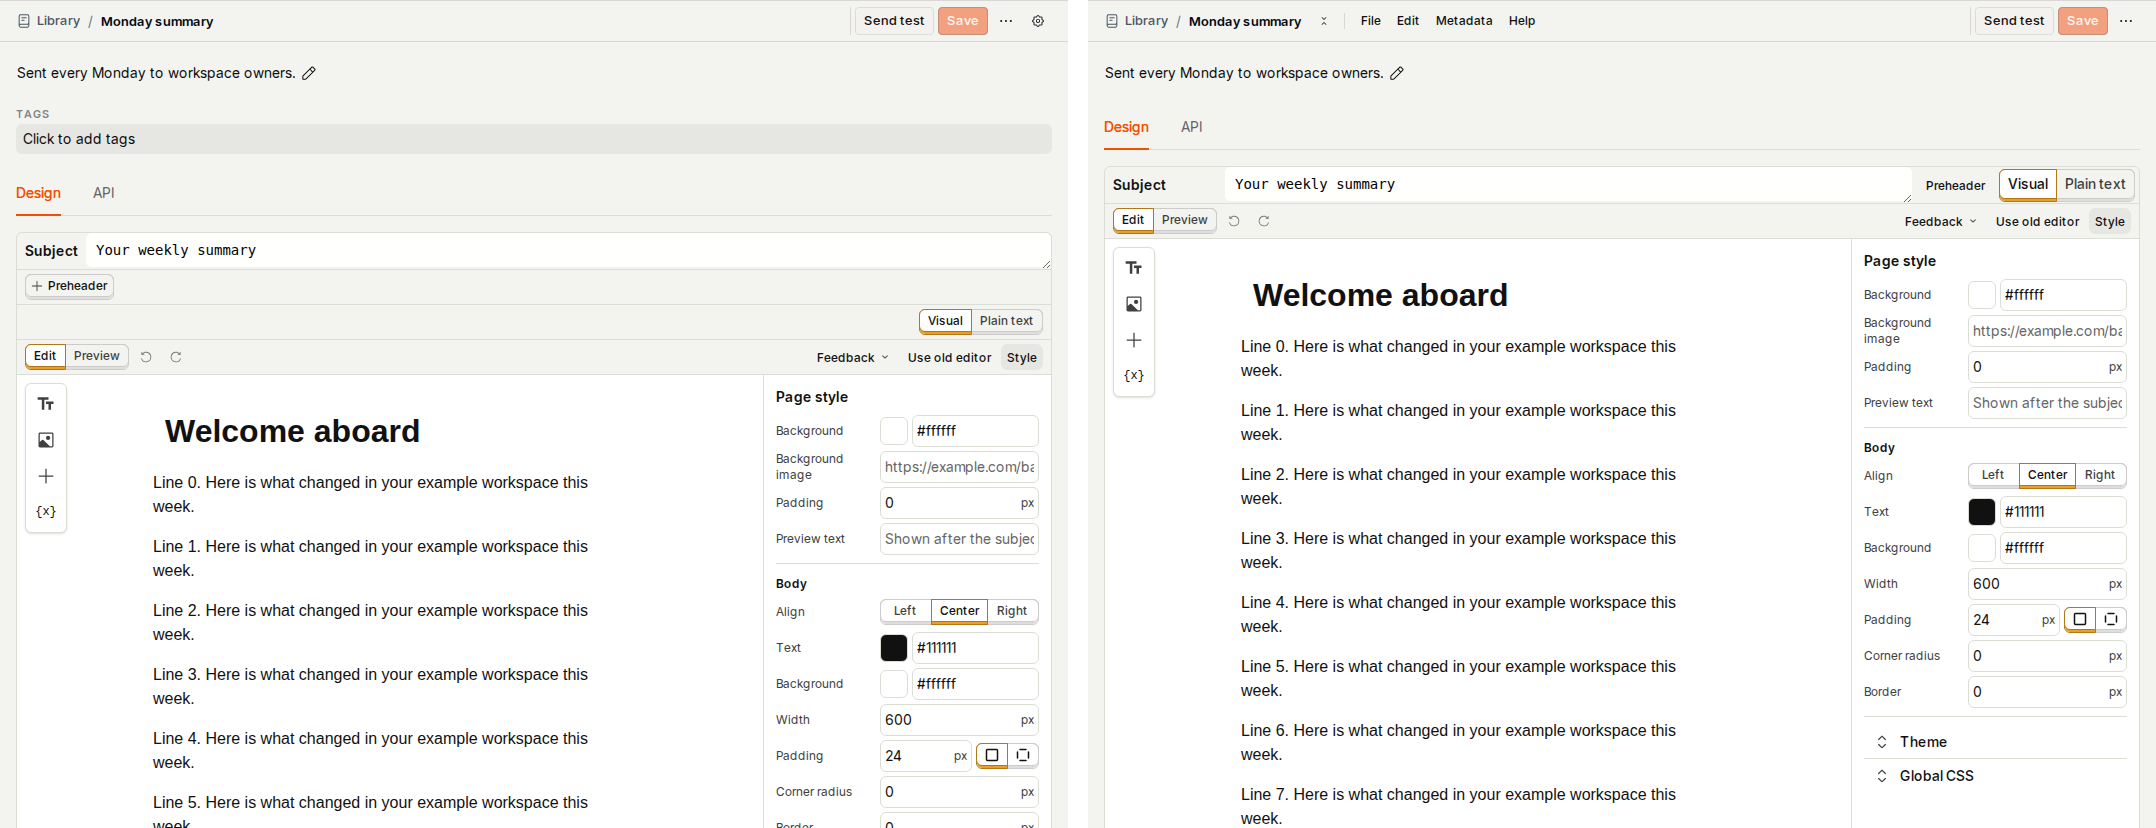 Library / Monday summary
Send test
Save
Sent every Monday to workspace owners.
TAGS
Click to add tags
Design
API
Subject
Your weekly summary
Preheader
Visual
Plain text
Edit
Preview
Feedback
Use old editor
Style
{x}
Welcome aboard
Line 0. Here is what changed in your example workspace this
week.
Line 1. Here is what changed in your example workspace this
week.
Line 2. Here is what changed in your example workspace this
week.
Line 3. Here is what changed in your example workspace this
week.
Line 4. Here is what changed in your example workspace this
week.
Line 5. Here is what changed in your example workspace this
week.
Page style
Background
#ffffff
Background
image
https://example.com/ba
Padding
0
px
Preview text
Shown after the subjec
Body
Align
Left
Center
Right
Text
#111111
Background
#ffffff
Width
600
px
Padding
24
px
Corner radius
0
px
Border
0
px
Library / Monday summary
File
Edit
Metadata
Help
Send test
Save
Sent every Monday to workspace owners.
Design
API
Subject
Your weekly summary
Preheader
Visual
Plain text
Edit
Preview
Feedback
Use old editor
Style
{x}
Welcome aboard
Line 0. Here is what changed in your example workspace this
week.
Line 1. Here is what changed in your example workspace this
week.
Line 2. Here is what changed in your example workspace this
week.
Line 3. Here is what changed in your example workspace this
week.
Line 4. Here is what changed in your example workspace this
week.
Line 5. Here is what changed in your example workspace this
week.
Line 6. Here is what changed in your example workspace this
week.
Line 7. Here is what changed in your example workspace this
week.
Page style
Background
#ffffff
Background
image
https://example.com/ba
Padding
0
px
Preview text
Shown after the subjec
Body
Align
Left
Center
Right
Text
#111111
Background
#ffffff
Width
600
px
Padding
24
px
Corner radius
0
px
Border
0
px
Theme
Global CSS